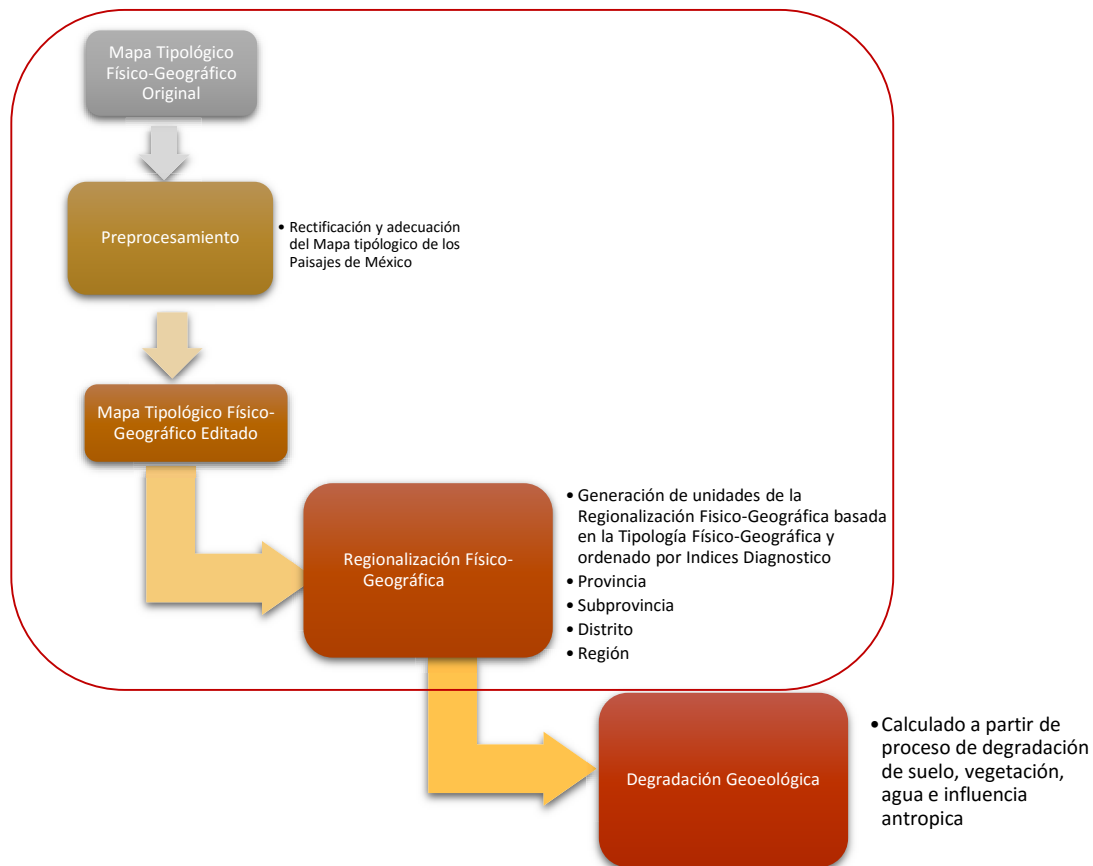 Mapa Tipológico
Físico-Geográfico
Original
Preprocesamiento
• Rectificación y adecuación
del Mapa tipólogico de los
Paisajes de México
Mapa Tipológico Físico-
Geográfico Editado
Regionalización Físico-
Geográfica
• Generación de unidades de la
Regionalización Fisico-Geográfica basada
en la Tipología Físico-Geográfica y
ordenado por Indices Diagnostico
• Provincia
• Subprovincia
• Distrito
• Región
Degradación Geoeológica
• Calculado a partir de
proceso de degradación
de suelo, vegetación,
agua e influencia
antropica